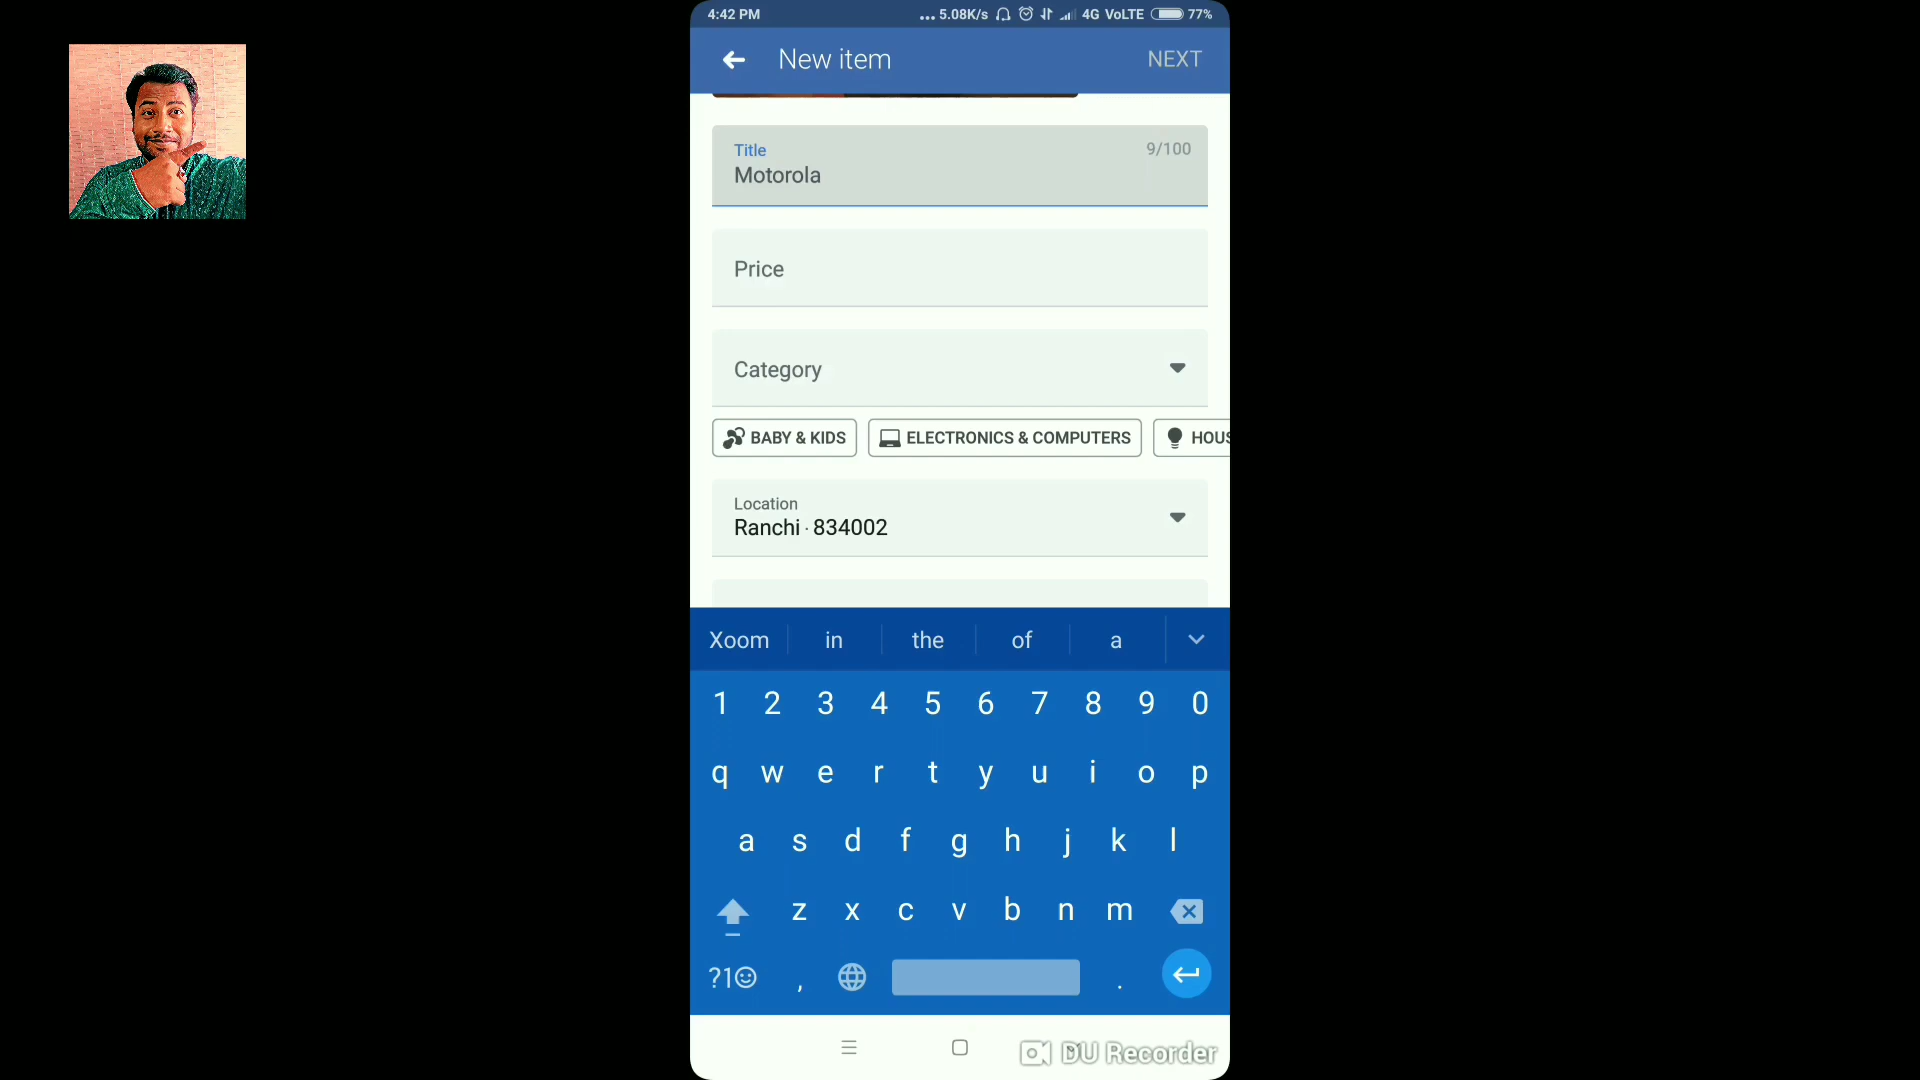 4:42 PM ... 5.08K/s 4G VoLTE 77%
New item NEXT
Title 9/100
Motorola
Price
Category
BABY & KIDS ELECTRONICS & COMPUTERS HOUS
Location
Ranchi · 834002
Xoom in the of a
1 2 3 4 5 6 7 8 9 0
q w e r t y u i o p
a s d f g h j k l
z x c v b n m
?1☺ , .
DU Recorder